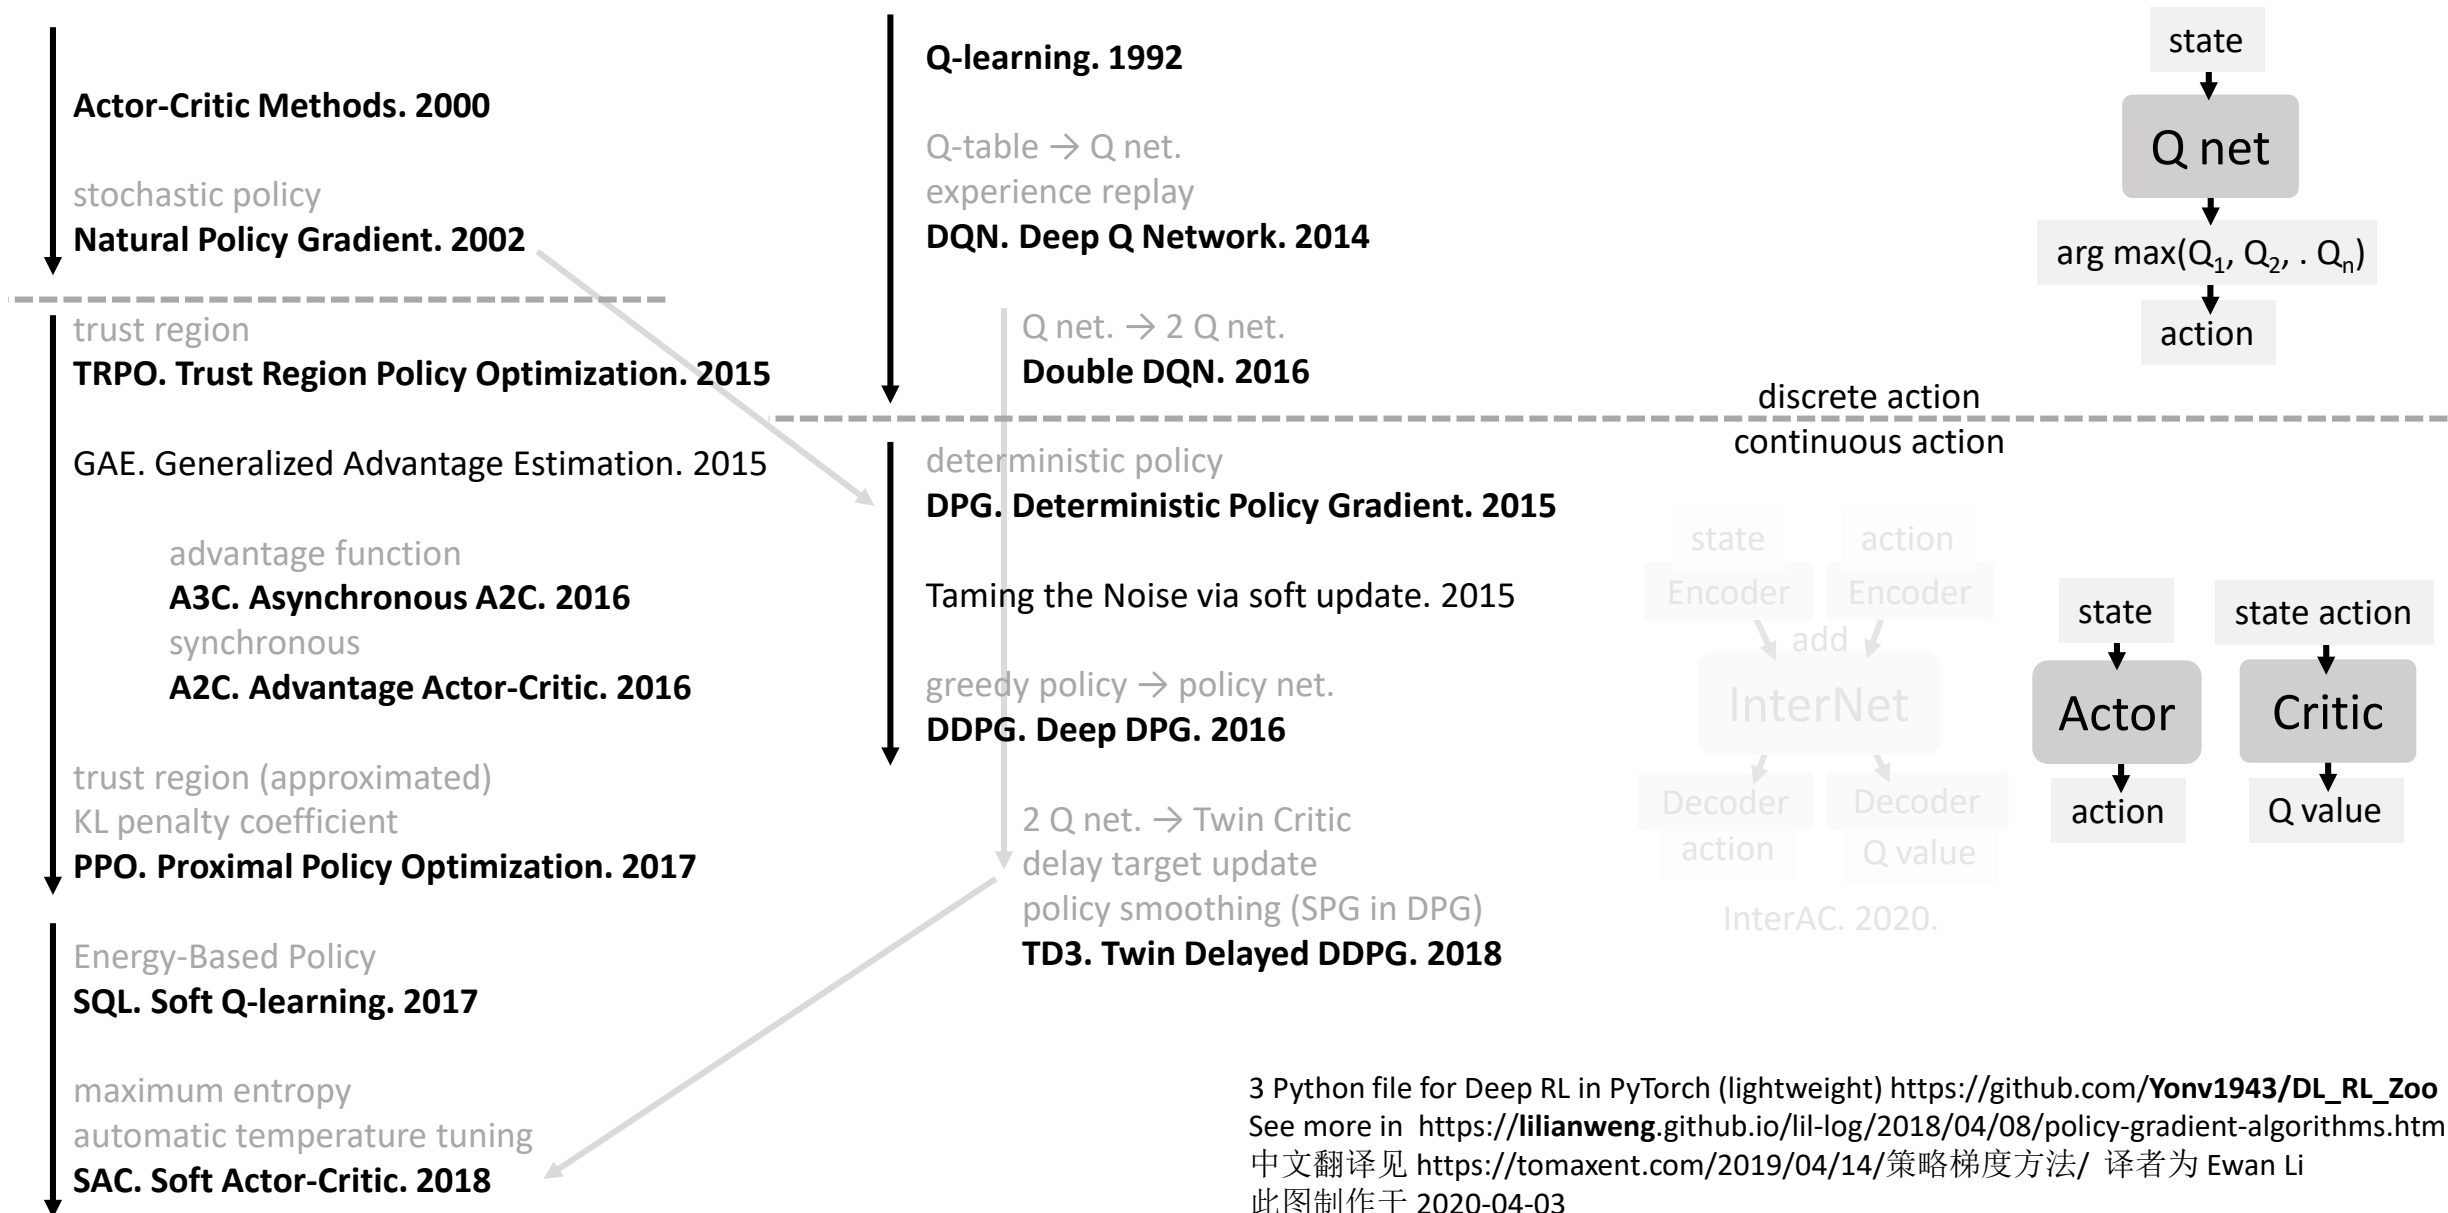 Actor-Critic Methods. 2000
stochastic policy
Natural Policy Gradient. 2002
trust region
TRPO. Trust Region Policy Optimization. 2015
GAE. Generalized Advantage Estimation. 2015
advantage function
A3C. Asynchronous A2C. 2016
synchronous
A2C. Advantage Actor-Critic. 2016
trust region (approximated)
KL penalty coefficient
PPO. Proximal Policy Optimization. 2017
Energy-Based Policy
SQL. Soft Q-learning. 2017
maximum entropy
automatic temperature tuning
SAC. Soft Actor-Critic. 2018
Q-learning. 1992
Q-table → Q net.
experience replay
DQN. Deep Q Network. 2014
Q net. → 2 Q net.
Double DQN. 2016
deterministic policy
DPG. Deterministic Policy Gradient. 2015
Taming the Noise via soft update. 2015
greedy policy → policy net.
DDPG. Deep DPG. 2016
2 Q net. → Twin Critic
delay target update
policy smoothing (SPG in DPG)
TD3. Twin Delayed DDPG. 2018
state
Q net
arg max(Q₁, Q₂, . Qₙ)
action
discrete action
continuous action
state action
Encoder Encoder
add
InterNet
Decoder Decoder
action Q value
InterAC. 2020.
state
Actor
action
state action
Critic
Q value
3 Python file for Deep RL in PyTorch (lightweight) https://github.com/Yonv1943/DL_RL_Zoo
See more in https://lilianweng.github.io/lil-log/2018/04/08/policy-gradient-algorithms.htm
中文翻译见 https://tomaxent.com/2019/04/14/策略梯度方法/ 译者为 Ewan Li
此图制作于 2020-04-03